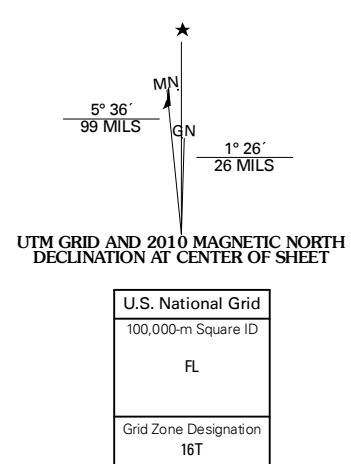 MN.
5° 36´
99 MILS
GN
1° 26´
26 MILS
UTM GRID AND 2010 MAGNETIC NORTH
DECLINATION AT CENTER OF SHEET
U.S. National Grid
100,000-m Square ID
FL
Grid Zone Designation
16T